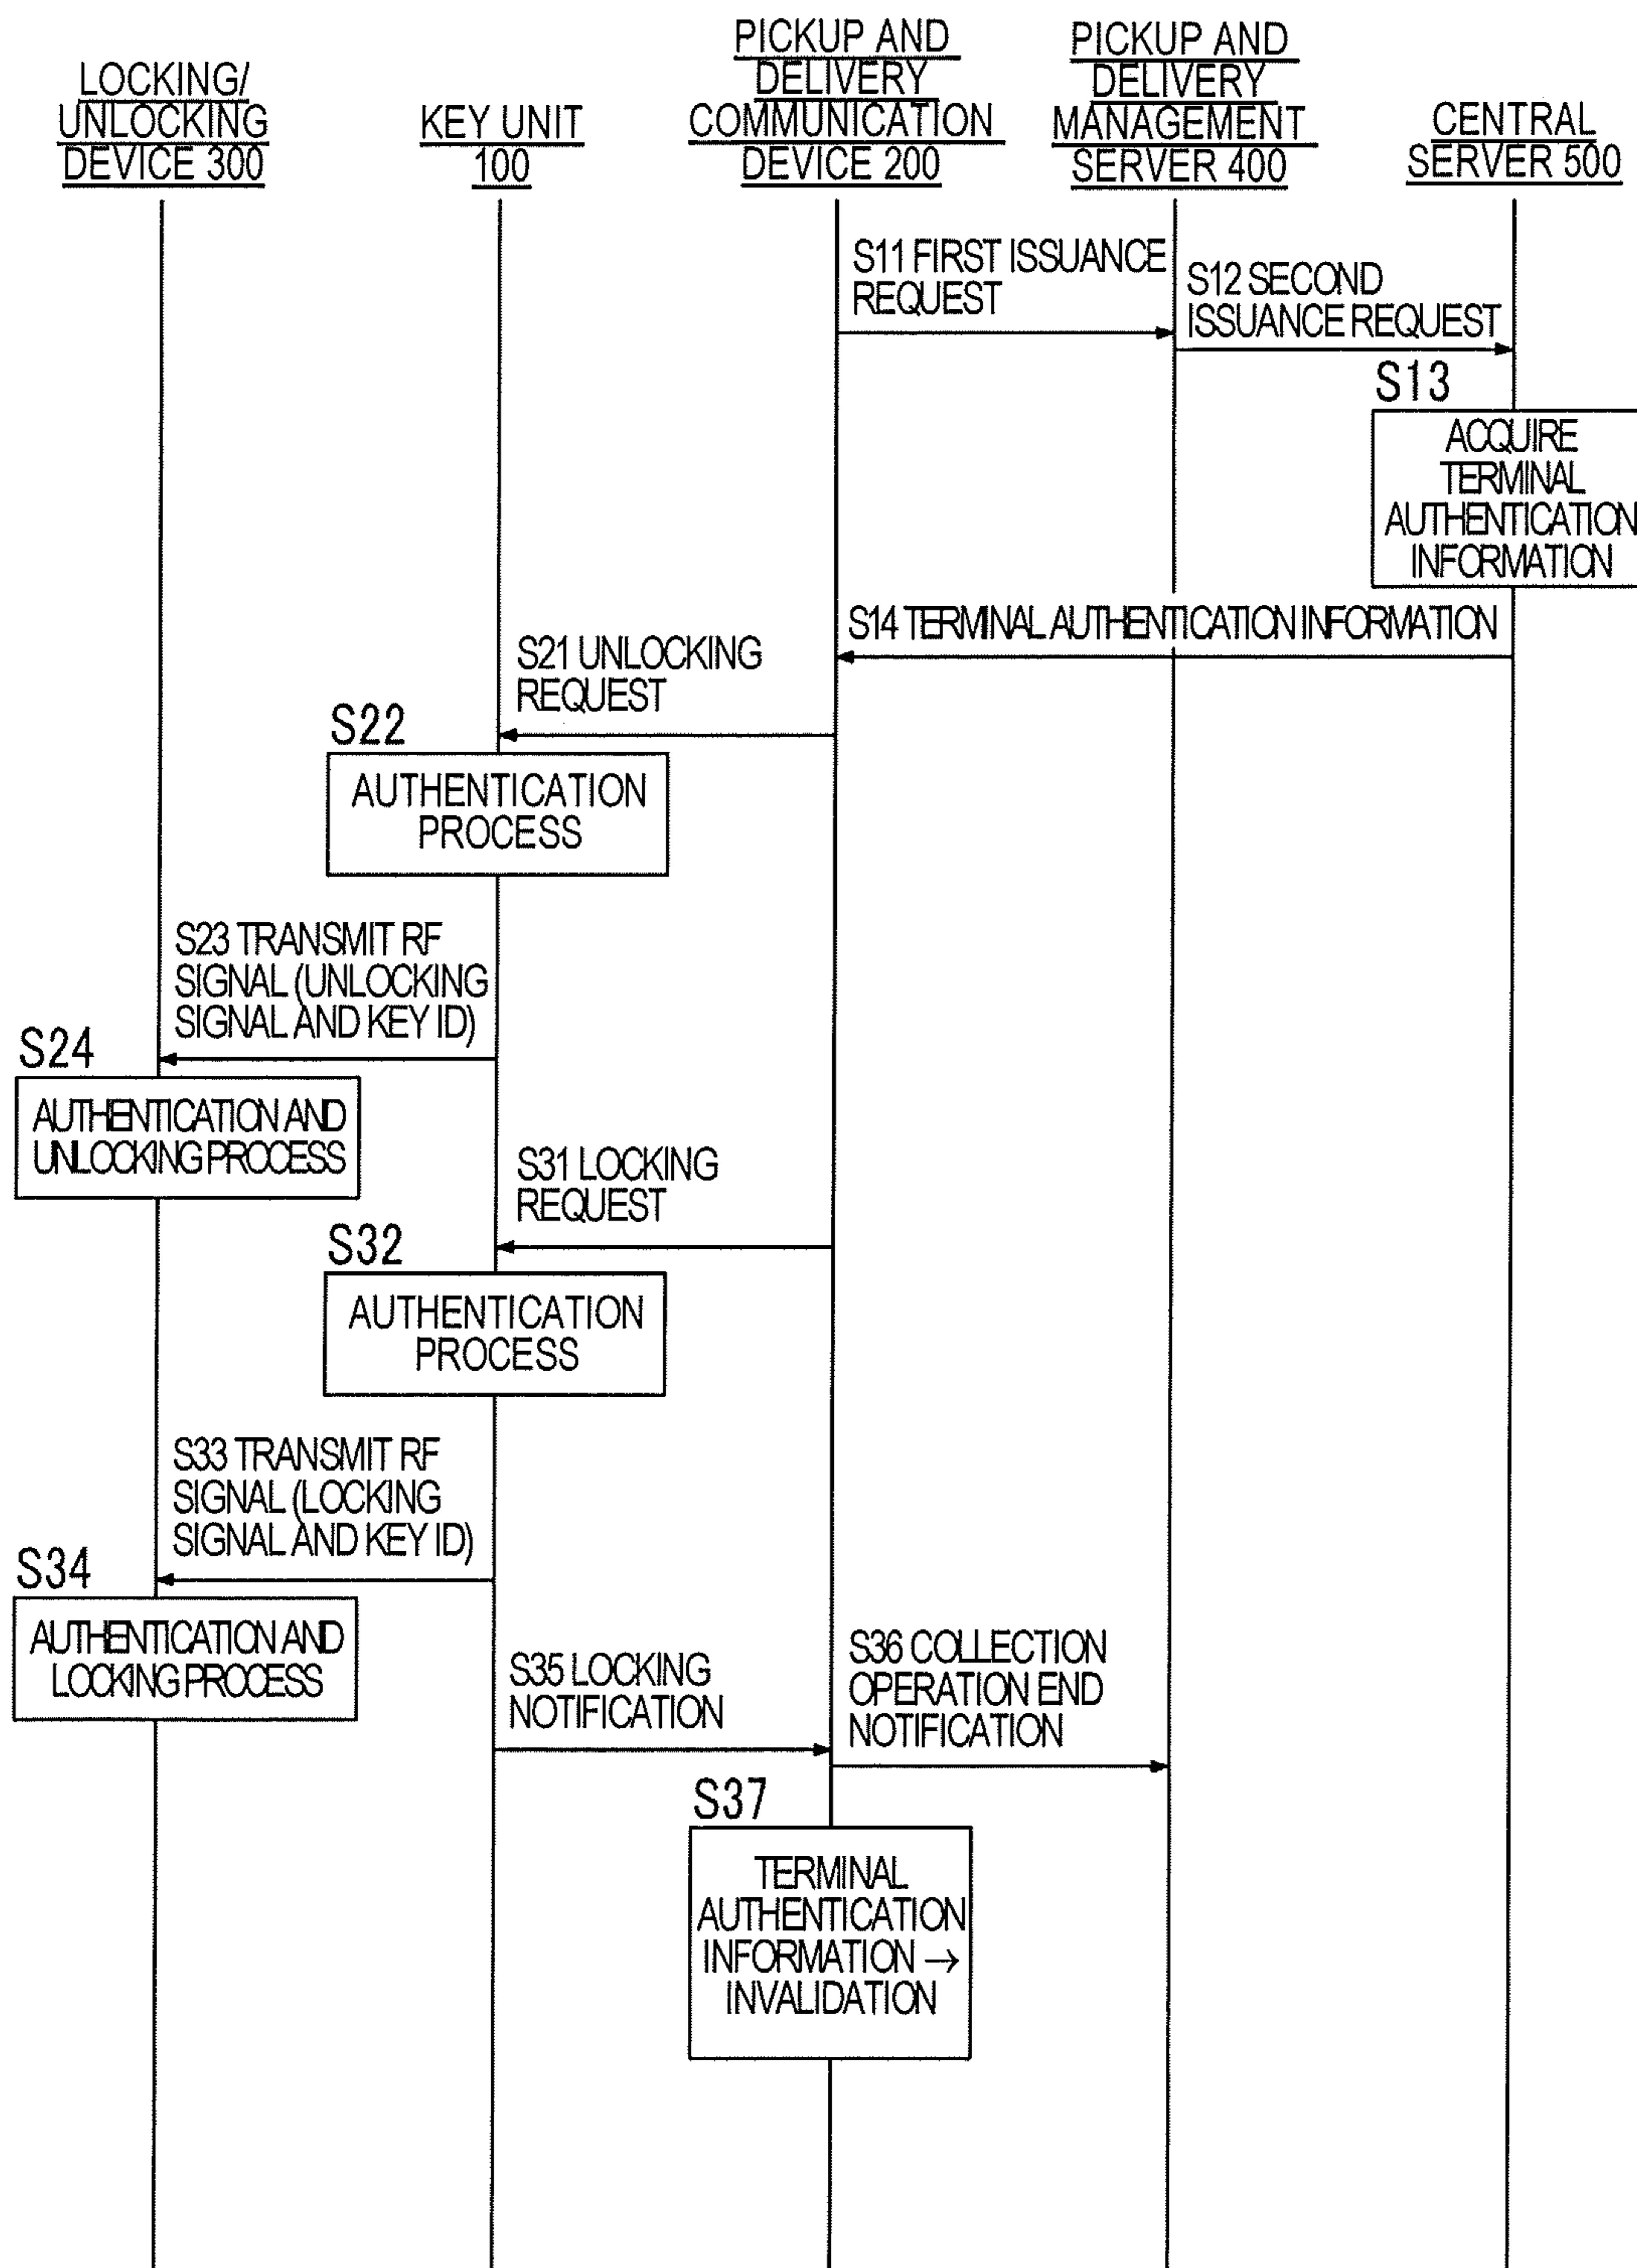 LOCKING/
UNLOCKING
DEVICE 300
KEY UNIT
100
PICKUP AND
DELIVERY
COMMUNICATION
DEVICE 200
PICKUP AND
DELIVERY
MANAGEMENT
SERVER 400
CENTRAL
SERVER 500
S11 FIRST ISSUANCE
REQUEST
S12 SECOND
ISSUANCE REQUEST
S13
ACQUIRE
TERMINAL
AUTHENTICATION
INFORMATION
S14 TERMINAL AUTHENTICATION INFORMATION
S21 UNLOCKING
REQUEST
S22
AUTHENTICATION
PROCESS
S23 TRANSMIT RF
SIGNAL (UNLOCKING
SIGNAL AND KEY ID)
S24
AUTHENTICATION AND
UNLOCKING PROCESS
S31 LOCKING
REQUEST
S32
AUTHENTICATION
PROCESS
S33 TRANSMIT RF
SIGNAL (LOCKING
SIGNAL AND KEY ID)
S34
AUTHENTICATION AND
LOCKING PROCESS
S35 LOCKING
NOTIFICATION
S36 COLLECTION
OPERATION END
NOTIFICATION
S37
TERMINAL
AUTHENTICATION
INFORMATION →
INVALIDATION